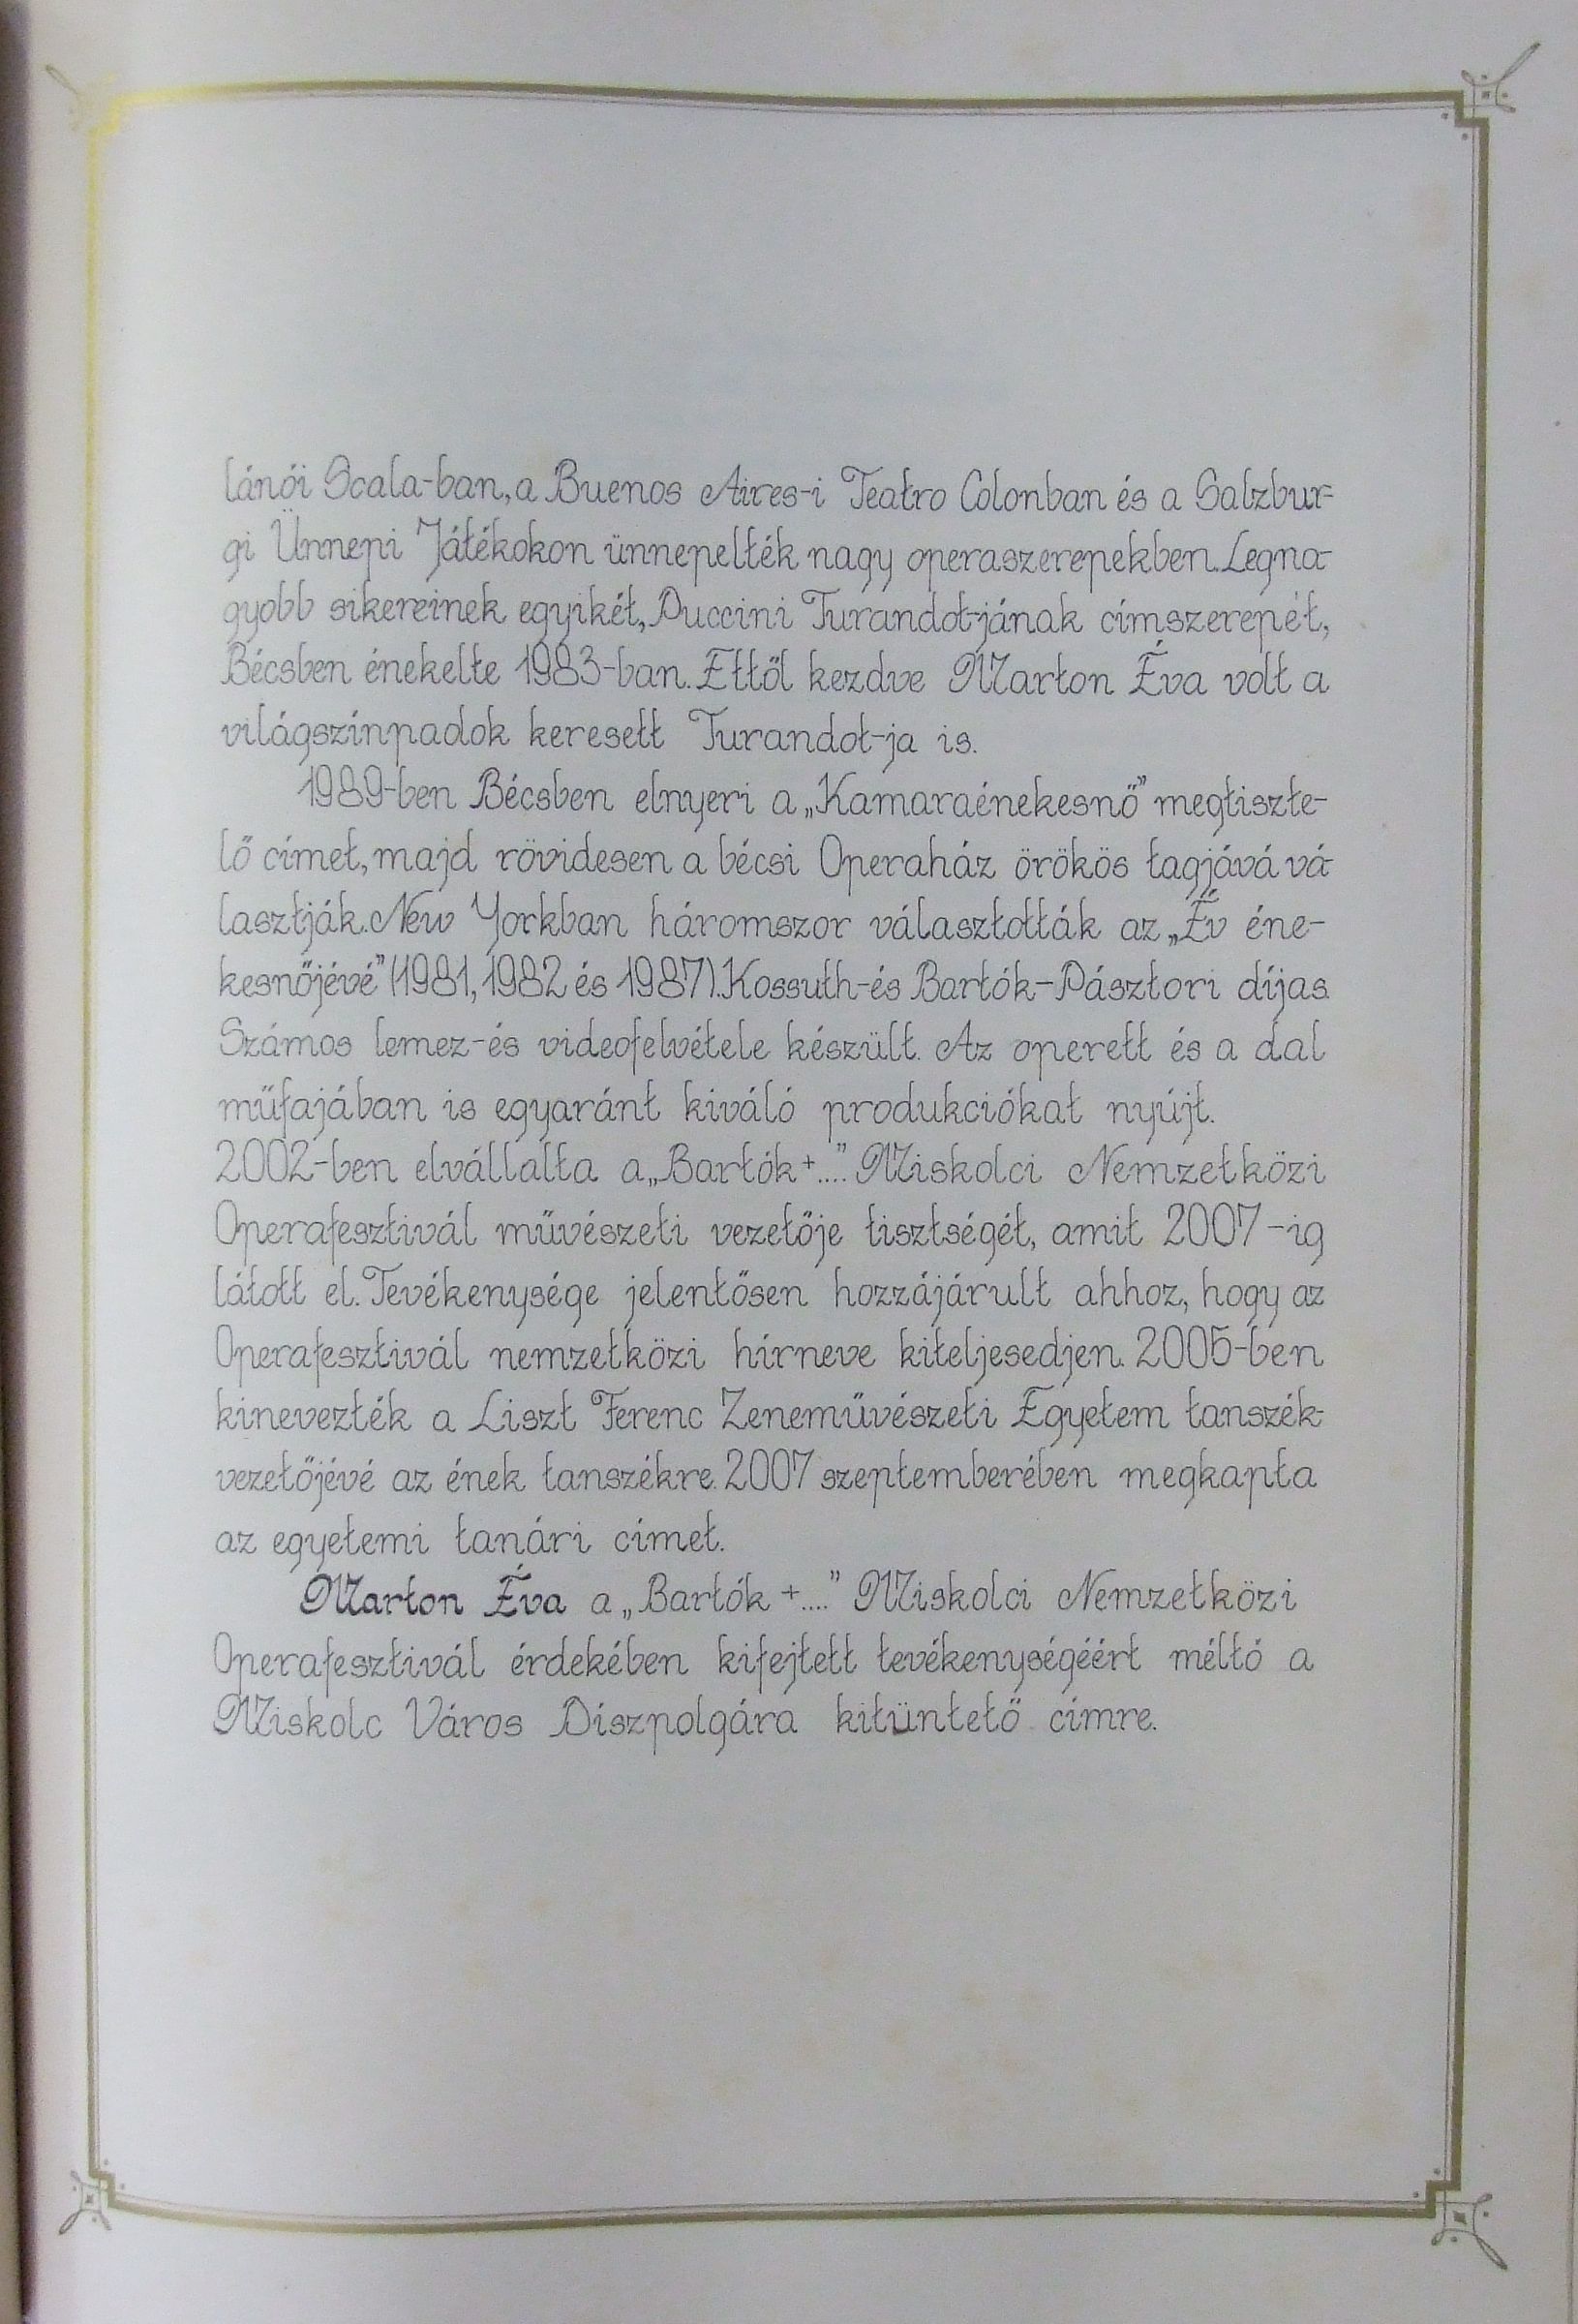 lánói Scala-ban, a Buenos Aires-i Teatro Colonban és a Salzbur=
gi Ünnepi Játékokon ünnepelték nagy operaszerepekben. Legna-
gyobb sikereinek egyikét, Puccini Turandot-jának címszerepét,
Bécsben énekelte 1983-ban. Ettől kezdve Marton Éva volt a
világszínpadok keresett Turandot-ja is.
1989-ben Bécsben elnyeri a „Kamaraénekesnő” megtiszte-
lő címet, majd rövidesen a bécsi Operaház örökös tagjává vá-
lasztják. New Yorkban háromszor választották az „Év éne-
kesnőjévé” (1981, 1982 és 1987). Kossuth-és Bartók-Pásztori díjas.
Számos lemez-és videofelvétele készült. Az operett és a dal
műfajában is egyaránt kiváló produkciókat nyújt.
2002-ben elvállalta a „Bartók+....” Miskolci Nemzetközi
Operafesztivál művészeti vezetője tisztségét, amit 2007-ig
látott el. Tevékenysége jelentősen hozzájárult ahhoz, hogy az
Operafesztivál nemzetközi hírneve kiteljesedjen. 2005-ben
kinevezték a Liszt Ferenc Zeneművészeti Egyetem tanszék-
vezetőjévé az ének tanszékre. 2007 szeptemberében megkapta
az egyetemi tanári címet.
Marton Éva a „Bartók+....” Miskolci Nemzetközi
Operafesztivál érdekében kifejtett tevékenységéért méltó a
Miskolc Város Díszpolgára kitüntető címre.